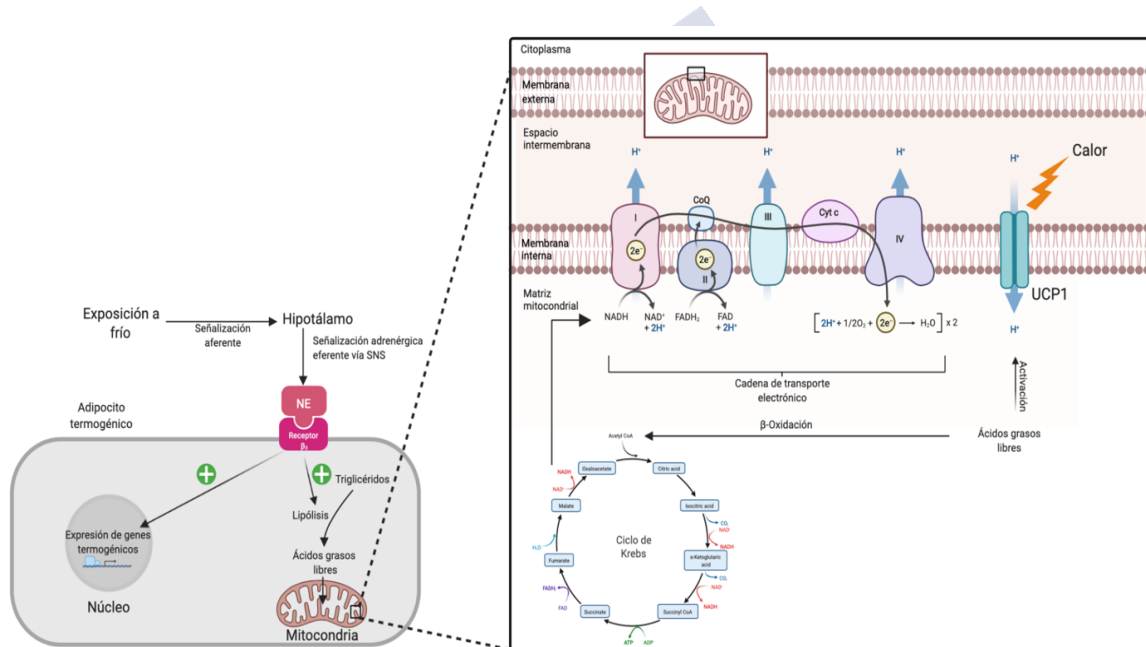 Exposición a
frío
Señalización
aferente
Hipotálamo
Señalización adrenérgica
eferente vía SNS
NE
Receptor
β₃
Adipocito
termogénico
Triglicéridos
Lipólisis
Ácidos grasos
libres
Expresión de genes
termogénicos
Núcleo
Mitocondria
Citoplasma
Membrana
externa
Espacio
intermembrana
H⁺
H⁺
H⁺
H⁺
Calor
CoQ
I
III
Cyt c
IV
2e⁻
2e⁻
II
Membrana
interna
UCP1
Matriz
mitocondrial
NADH
NAD⁺
+ 2H⁺
FADH₂
FAD
+ 2H⁺
[2H⁺ + 1/2O₂ + 2e⁻ → H₂O] x 2
H⁺
Cadena de transporte
electrónico
Activación
β-Oxidación
Ácidos grasos
libres
Acetyl CoA
Oxaloacetate
Citric acid
NADH
NAD⁺
Malate
Isocitric acid
CO₂
NAD⁺
NADH
H₂O
Ciclo de
Krebs
Fumarate
α-Ketoglutaric
acid
CO₂
NAD⁺
NADH
FADH₂
FAD
Succinate
Succinyl CoA
ATP
ADP